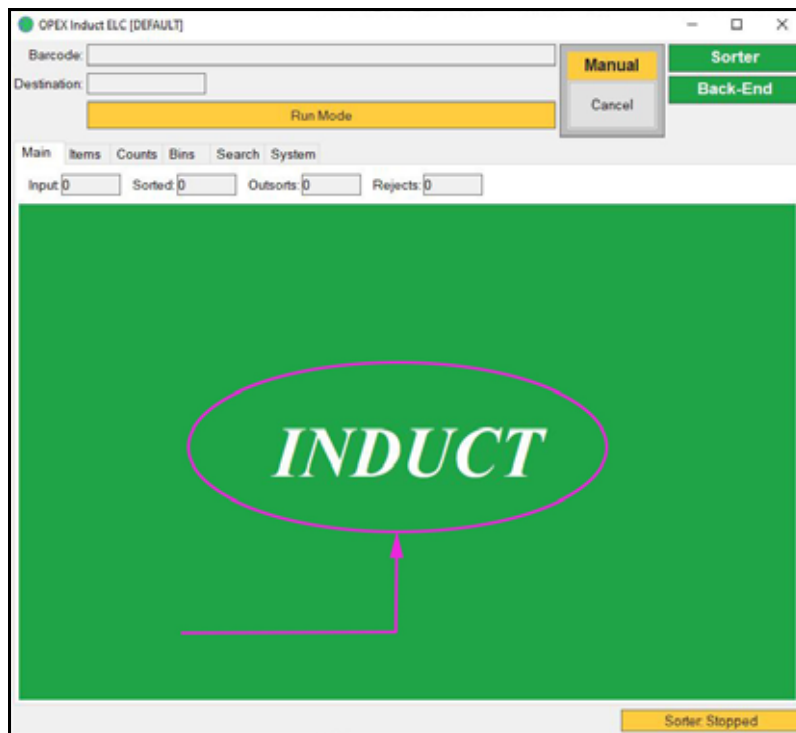 OPEX Induct ELC [DEFAULT]
Barcode:
Manual
Sorter
Destination:
Cancel
Back-End
Run Mode
Main Items Counts Bins Search System
Input: 0 Sorted: 0 Outsorts: 0 Rejects: 0
INDUCT
Sorter: Stopped